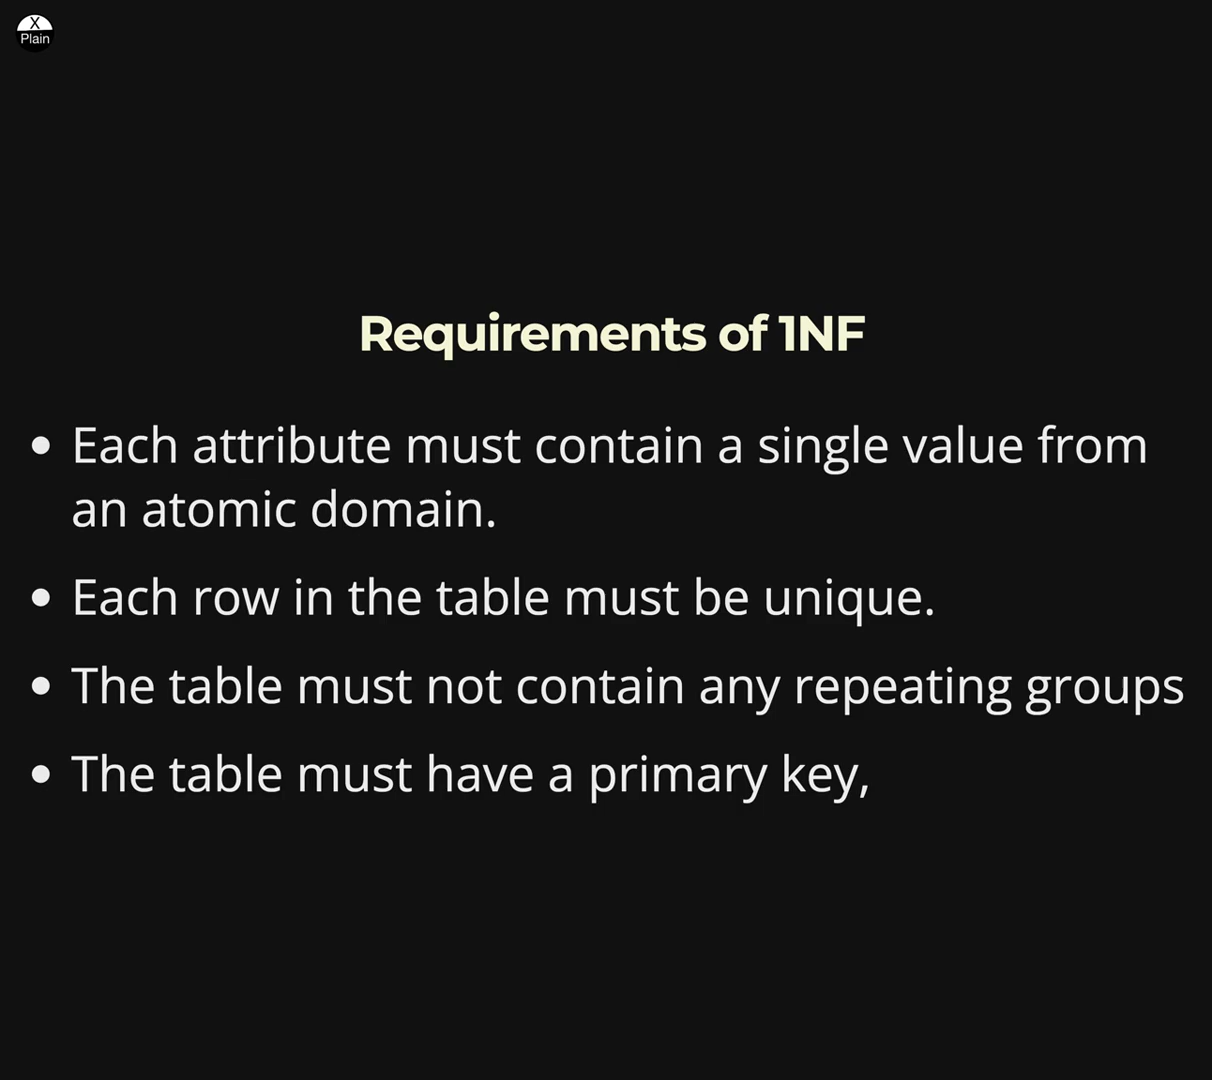 X
Plain
Requirements of 1NF
• Each attribute must contain a single value from
an atomic domain.
• Each row in the table must be unique.
• The table must not contain any repeating groups
• The table must have a primary key,